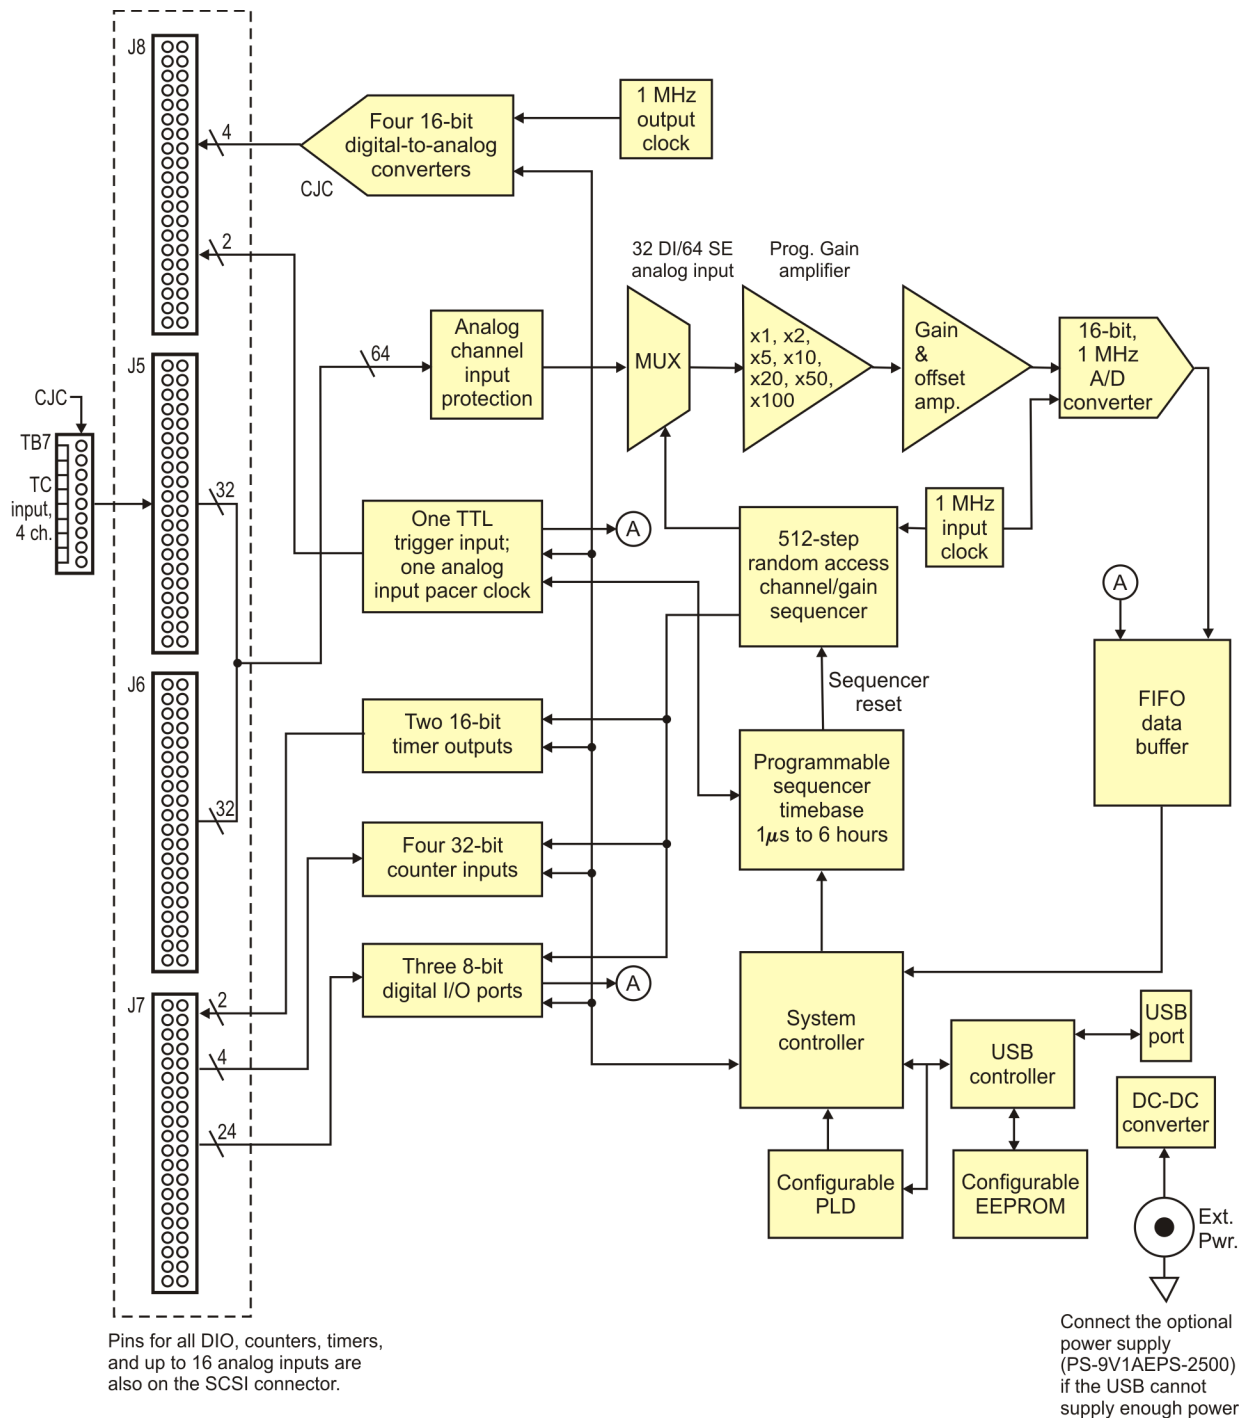 J8
4
Four 16-bit
digital-to-analog
converters
CJC
1 MHz
output
clock
2
32 DI/64 SE
analog input
Prog. Gain
amplifier
J5
64
Analog
channel
input
protection
MUX
x1, x2,
x5, x10,
x20, x50,
x100
Gain
&
offset
amp.
16-bit,
1 MHz
A/D
converter
CJC
TB7
TC
input,
4 ch.
32
One TTL
trigger input;
one analog
input pacer clock
A
512-step
random access
channel/gain
sequencer
1 MHz
input
clock
A
J6
Sequencer
reset
FIFO
data
buffer
Two 16-bit
timer outputs
Programmable
sequencer
timebase
1µs to 6 hours
32
Four 32-bit
counter inputs
Three 8-bit
digital I/O ports
A
J7
2
4
24
System
controller
USB
controller
USB
port
DC-DC
converter
Configurable
PLD
Configurable
EEPROM
Ext.
Pwr.
Pins for all DIO, counters, timers,
and up to 16 analog inputs are
also on the SCSI connector.
Connect the optional
power supply
(PS-9V1AEPS-2500)
if the USB cannot
supply enough power